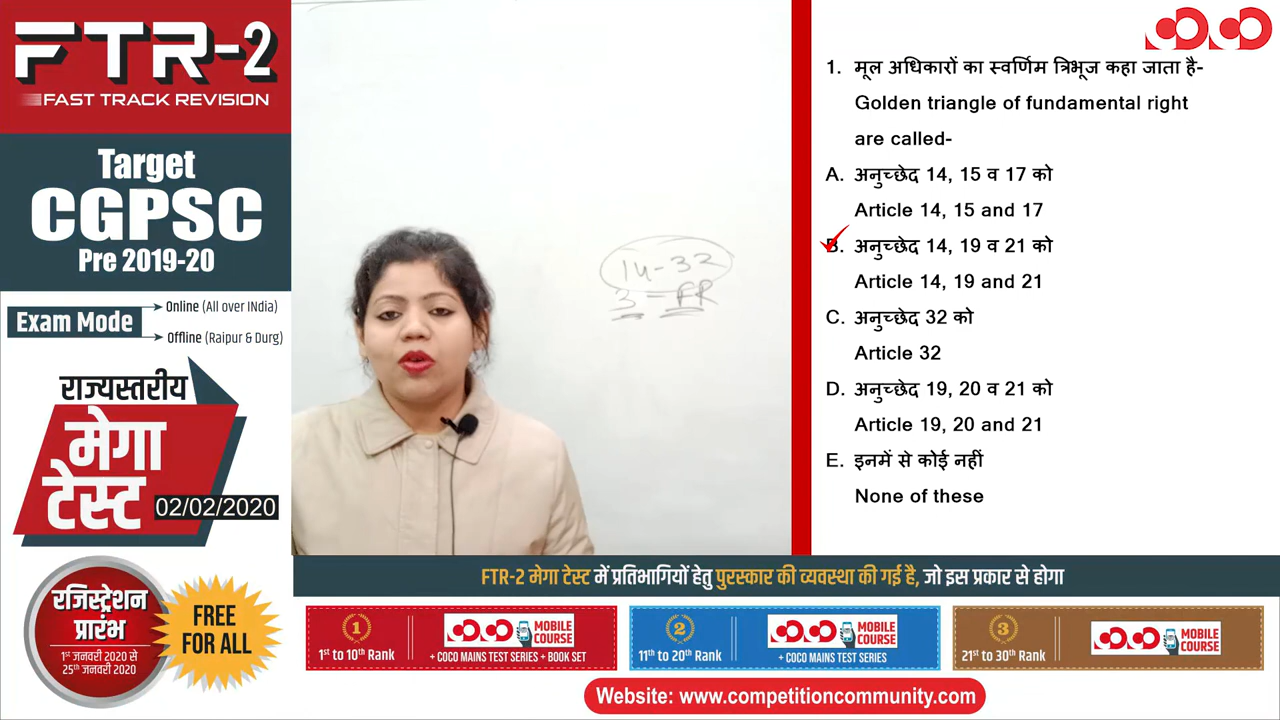 FTR-2
FAST TRACK REVISION
Target
CGPSC
Pre 2019-20
Exam Mode
Online (All over INdia)
Offline (Raipur & Durg)
राज्यस्तरीय
मेगा
टेस्ट
02/02/2020
रजिस्ट्रेशन
प्रारंभ
1st जनवरी 2020 से
25th जनवरी 2020
FREE
FOR ALL
14-32
3 = FR
COCO
1. मूल अधिकारों का स्वर्णिम त्रिभूज कहा जाता है-
Golden triangle of fundamental right
are called-
A. अनुच्छेद 14, 15 व 17 को
Article 14, 15 and 17
B. अनुच्छेद 14, 19 व 21 को
Article 14, 19 and 21
C. अनुच्छेद 32 को
Article 32
D. अनुच्छेद 19, 20 व 21 को
Article 19, 20 and 21
E. इनमें से कोई नहीं
None of these
FTR-2 मेगा टेस्ट में प्रतिभागियों हेतु पुरस्कार की व्यवस्था की गई है, जो इस प्रकार से होगा
1
1st to 10th Rank
COCO MOBILE COURSE
+ COCO MAINS TEST SERIES + BOOK SET
2
11th to 20th Rank
COCO MOBILE COURSE
+ COCO MAINS TEST SERIES
3
21st to 30th Rank
COCO MOBILE COURSE
Website: www.competitioncommunity.com